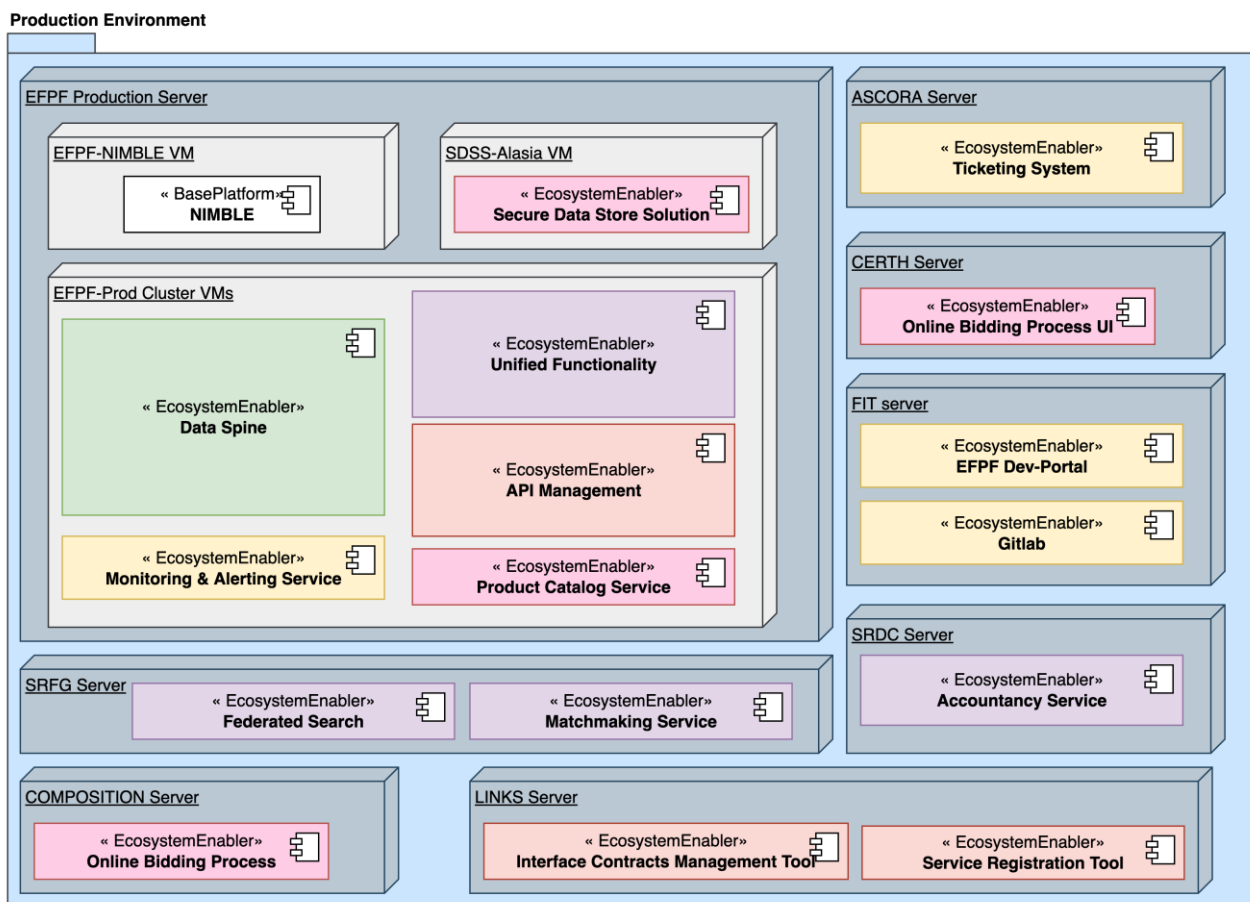 Production Environment
EFPF Production Server
EFPF-NIMBLE VM
« BasePlatform»
NIMBLE
SDSS-Alasia VM
« EcosystemEnabler»
Secure Data Store Solution
EFPF-Prod Cluster VMs
« EcosystemEnabler»
Data Spine
« EcosystemEnabler»
Monitoring & Alerting Service
« EcosystemEnabler»
Unified Functionality
« EcosystemEnabler»
API Management
« EcosystemEnabler»
Product Catalog Service
ASCORA Server
« EcosystemEnabler»
Ticketing System
CERTH Server
« EcosystemEnabler»
Online Bidding Process UI
FIT server
« EcosystemEnabler»
EFPF Dev-Portal
« EcosystemEnabler»
Gitlab
SRDC Server
« EcosystemEnabler»
Accountancy Service
SRFG Server
« EcosystemEnabler»
Federated Search
« EcosystemEnabler»
Matchmaking Service
COMPOSITION Server
« EcosystemEnabler»
Online Bidding Process
LINKS Server
« EcosystemEnabler»
Interface Contracts Management Tool
« EcosystemEnabler»
Service Registration Tool